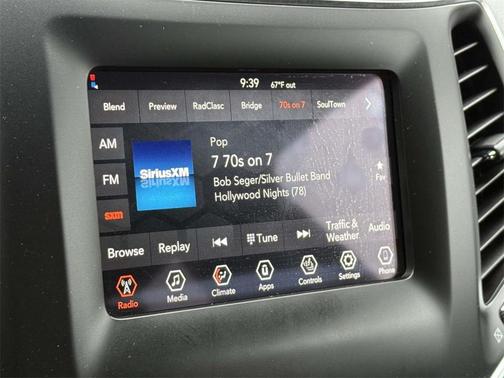 9:39 67°F out
Blend Preview RadClasc Bridge 70s on 7 SoulTown
AM
FM
sxm
SiriusXM
Pop
7 70s on 7
Bob Seger/Silver Bullet Band
Hollywood Nights (78)
Fav
Browse Replay Tune Traffic & Weather Audio
Radio Media Climate Apps Controls Settings Phone